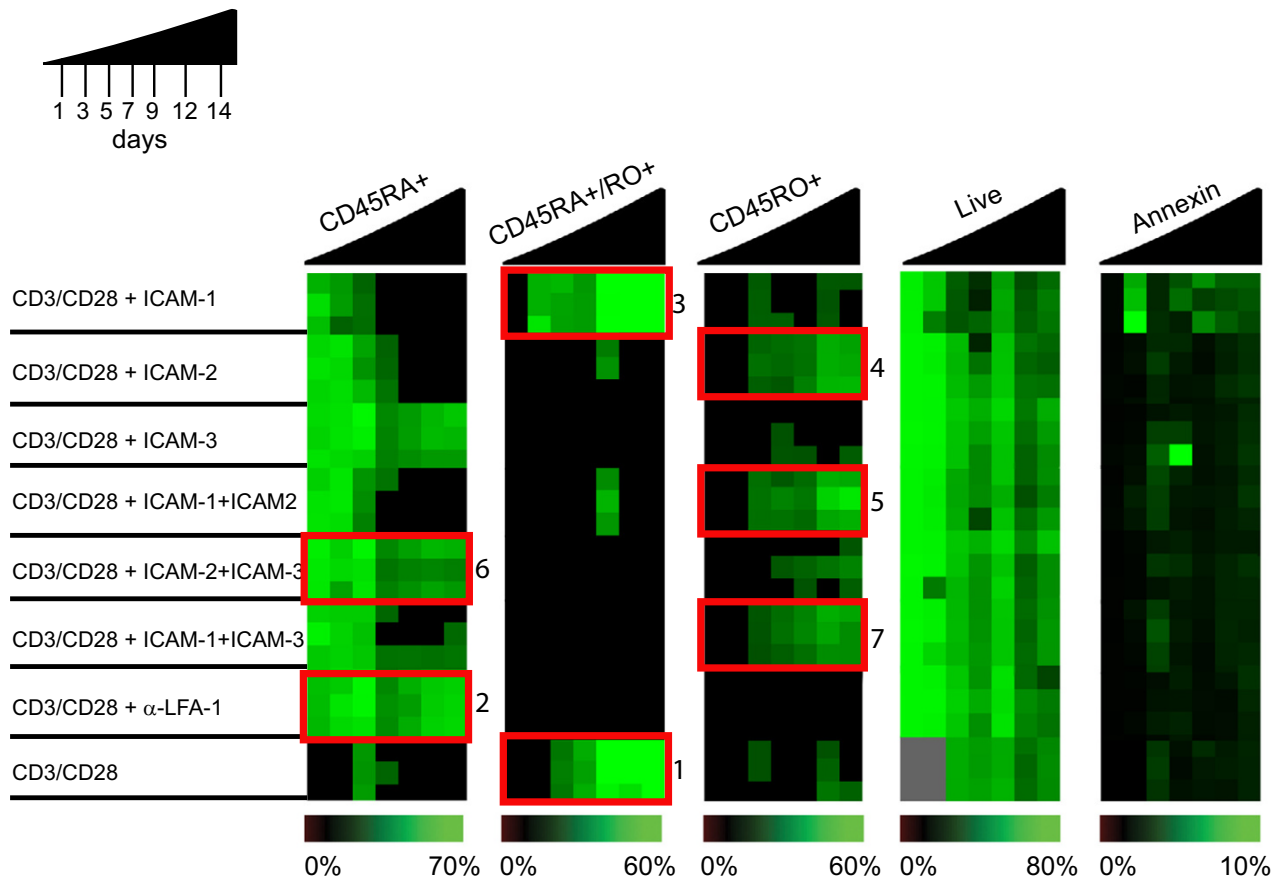 1 3 5 7 9 12 14
days
CD45RA+ CD45RA+/RO+ CD45RO+ Live Annexin
CD3/CD28 + ICAM-1 3
CD3/CD28 + ICAM-2 4
CD3/CD28 + ICAM-3
CD3/CD28 + ICAM-1+ICAM2 5
CD3/CD28 + ICAM-2+ICAM-3 6
CD3/CD28 + ICAM-1+ICAM-3 7
CD3/CD28 + α-LFA-1 2
CD3/CD28 1
0% 70% 0% 60% 0% 60% 0% 80% 0% 10%